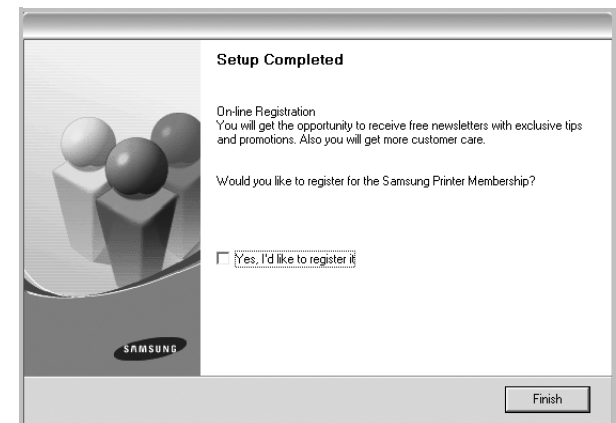 Setup Completed
On-line Registration
You will get the opportunity to receive free newsletters with exclusive tips
and promotions. Also you will get more customer care.
Would you like to register for the Samsung Printer Membership?
Yes, I'd like to register it
SAMSUNG
Finish